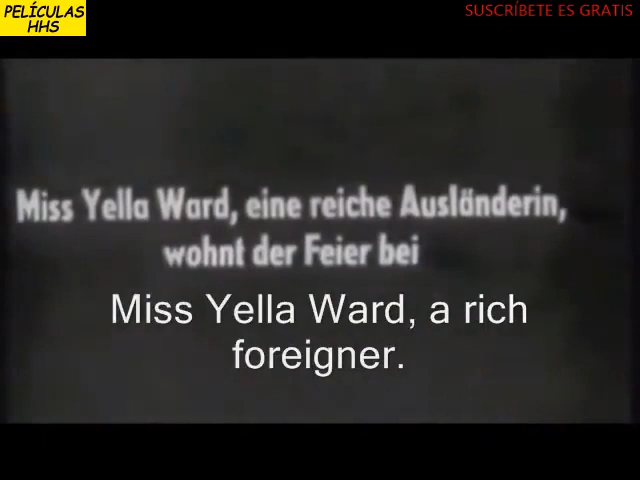 PELÍCULAS
HHS
SUSCRÍBETE ES GRATIS
Miss Yella Ward, eine reiche Ausländerin,
wohnt der Feier bei
Miss Yella Ward, a rich
foreigner.